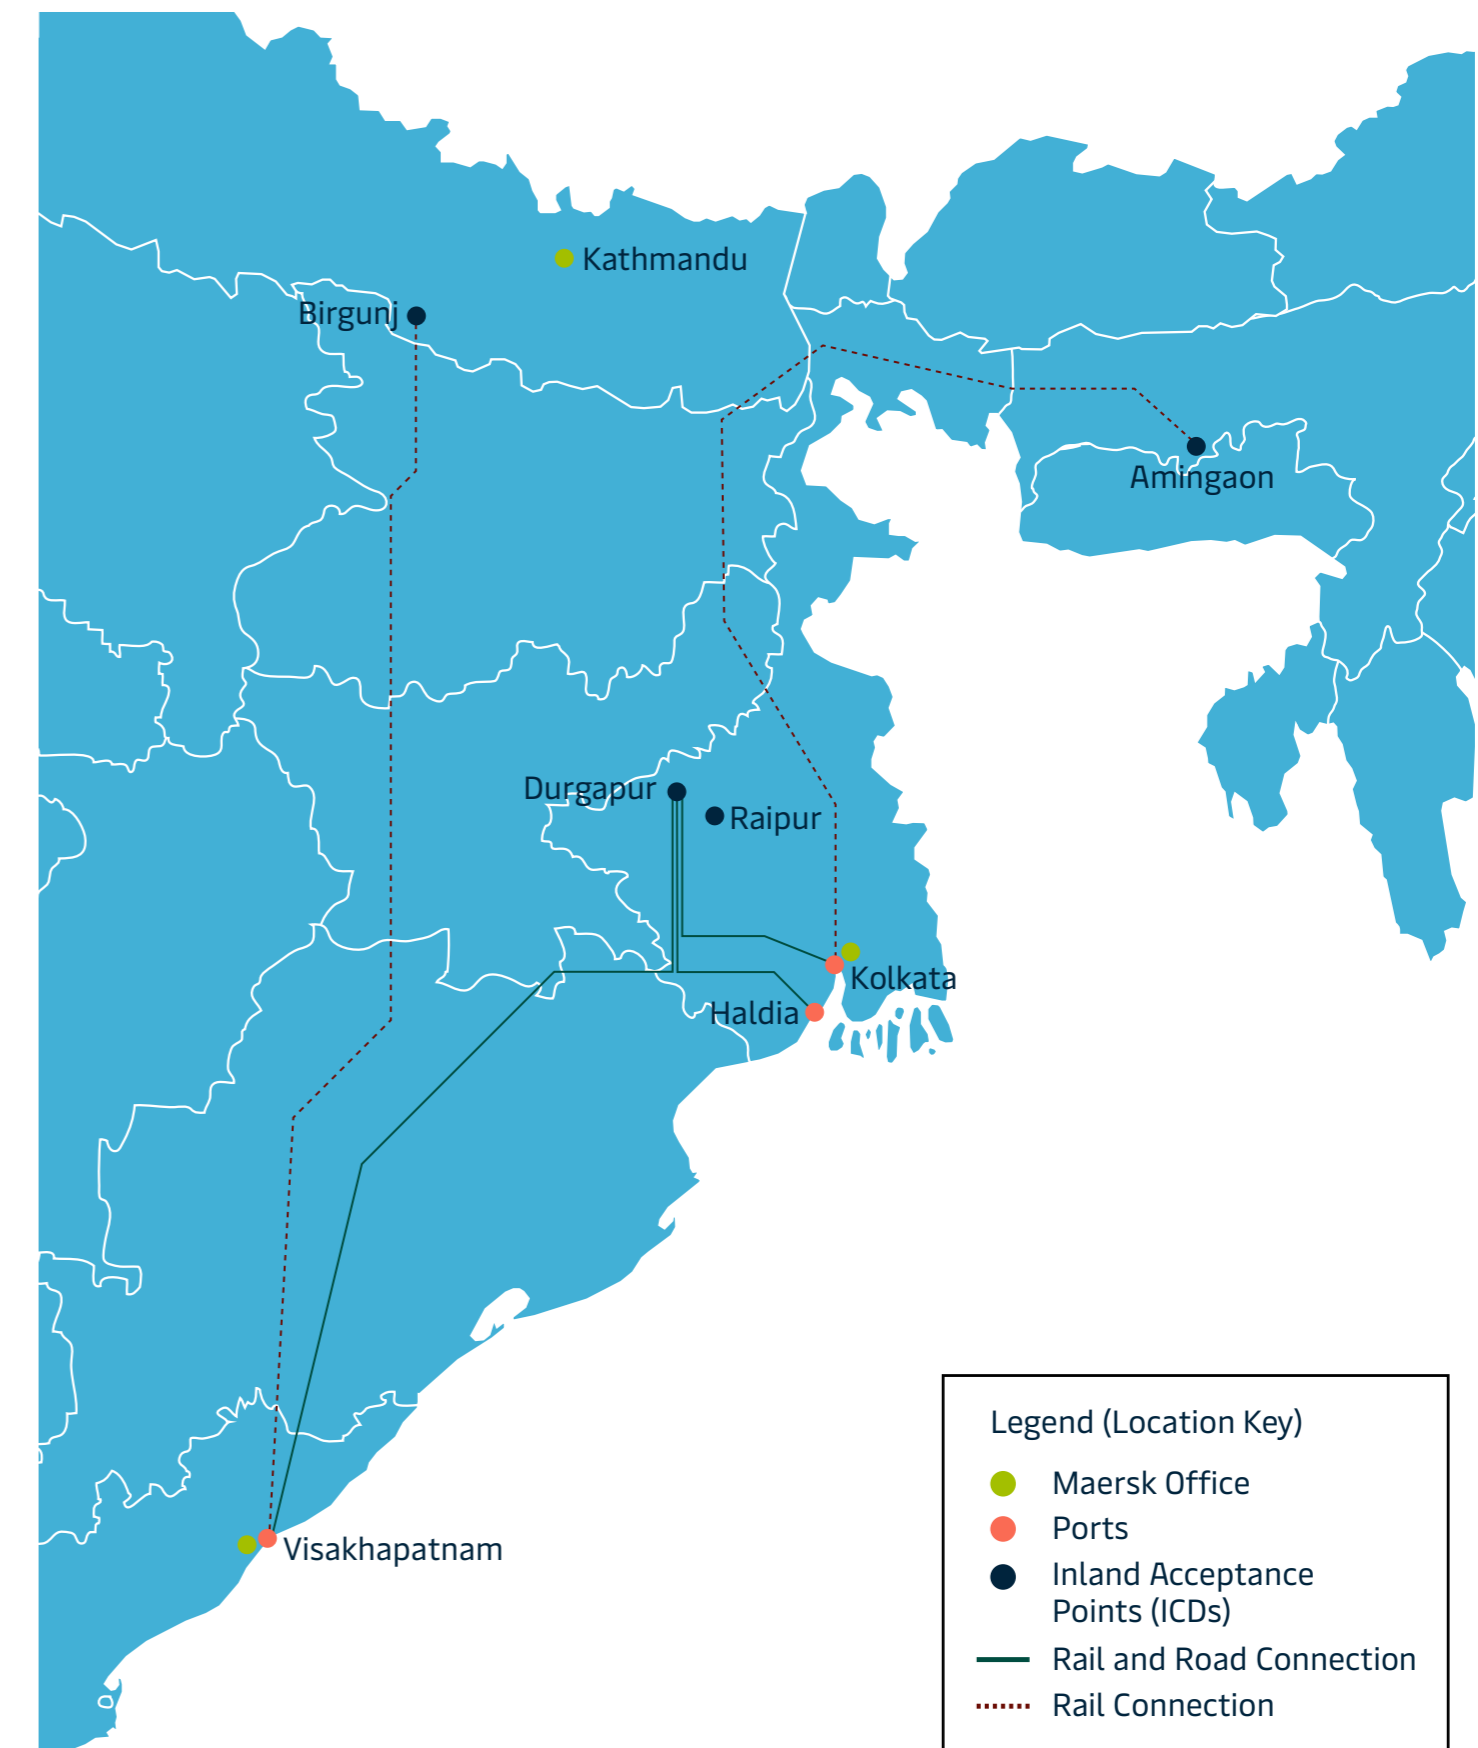 Kathmandu
Birgunj
Amingaon
Durgapur
Raipur
Kolkata
Haldia
Visakhapatnam
Legend (Location Key)
Maersk Office
Ports
Inland Acceptance
Points (ICDs)
Rail and Road Connection
Rail Connection